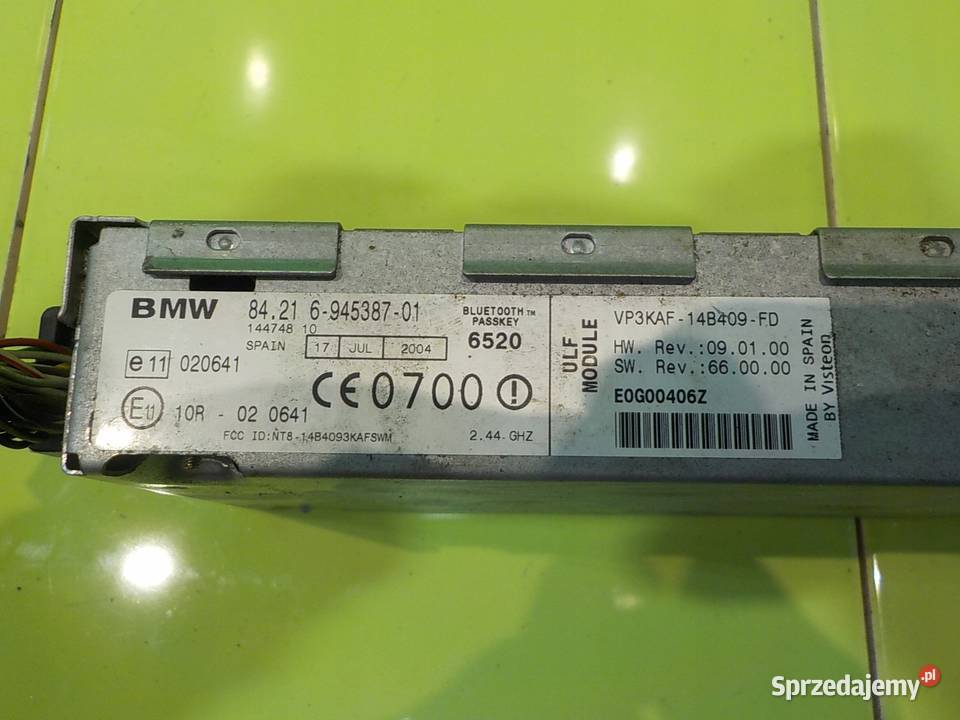 BMW 84.21 6-945387-01
144748 10
SPAIN 17 JUL 2004
BLUETOOTH™
PASSKEY
6520
e11 020641
CE0700
E11 10R - 02 0641
FCC ID:NT8-14B4093KAFSWM 2.44 GHZ
ULF
MODULE
VP3KAF-14B409-FD
HW. Rev.:09.01.00
SW. Rev.:66.00.00
E0G00406Z
MADE IN SPAIN
BY Visteon
Sprzedajemy.pl